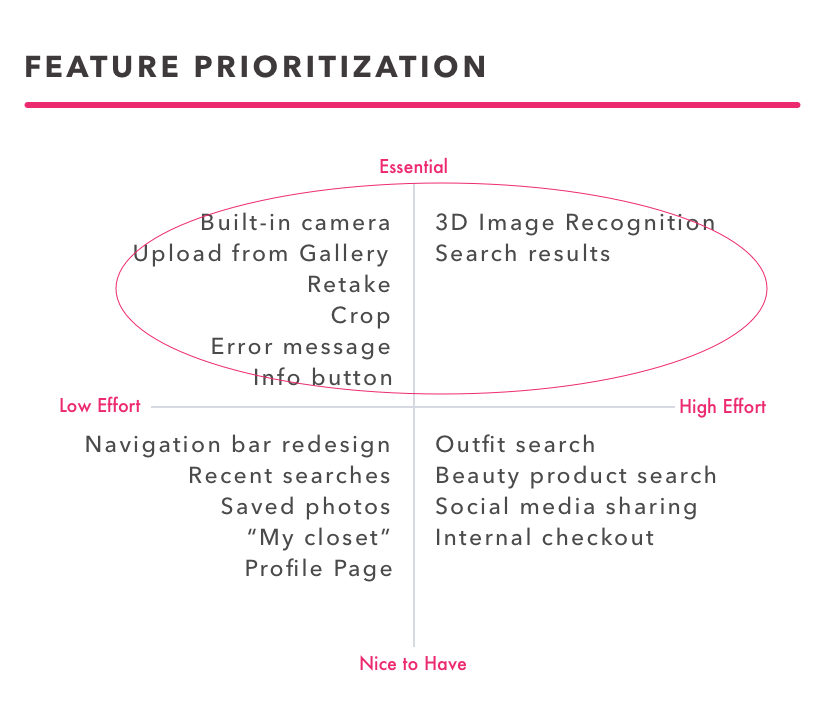 FEATURE PRIORITIZATION
Essential
Built-in camera
Upload from Gallery
Retake
Crop
Error message
Info button
3D Image Recognition
Search results
Low Effort
High Effort
Navigation bar redesign
Recent searches
Saved photos
“My closet”
Profile Page
Outfit search
Beauty product search
Social media sharing
Internal checkout
Nice to Have